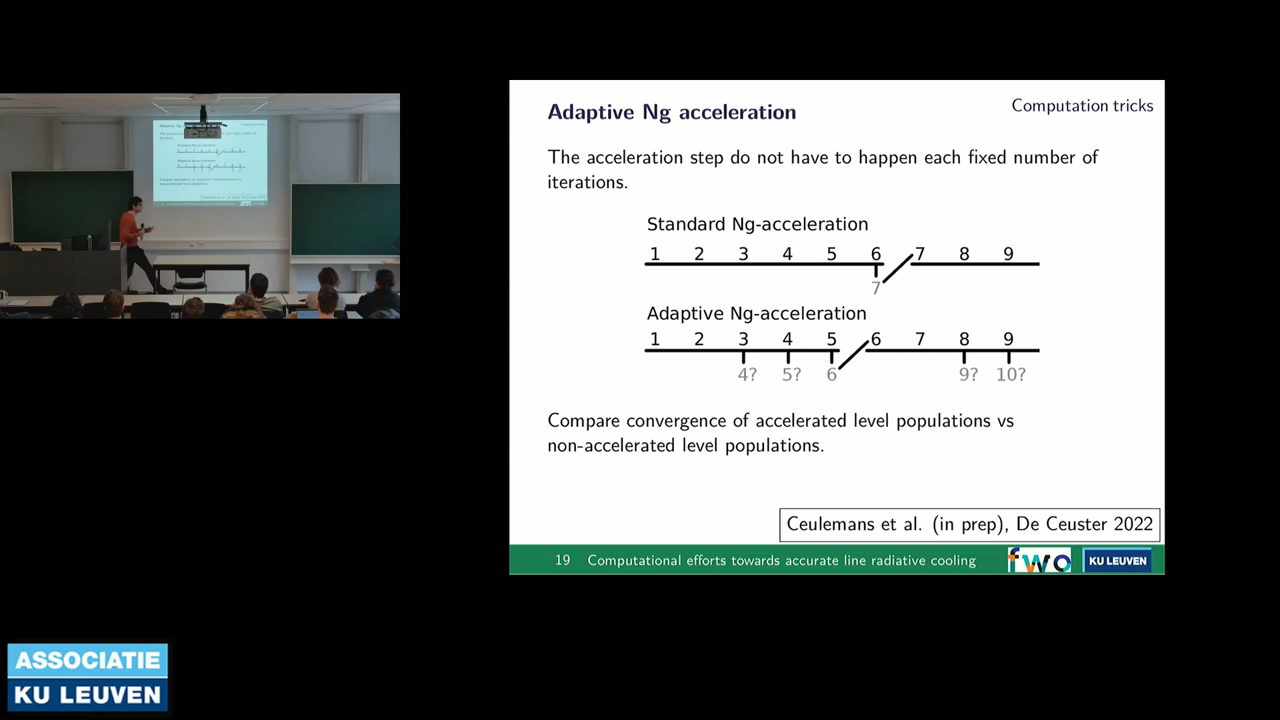 Adaptive Ng acceleration
Computation tricks
The acceleration step do not have to happen each fixed number of
iterations.
Standard Ng-acceleration
1 2 3 4 5 6 7 8 9
7
Adaptive Ng-acceleration
1 2 3 4 5 6 7 8 9
4? 5? 6 9? 10?
Compare convergence of accelerated level populations vs
non-accelerated level populations.
Ceulemans et al. (in prep), De Ceuster 2022
19 Computational efforts towards accurate line radiative cooling
fwo
KU LEUVEN
ASSOCIATIE
KU LEUVEN